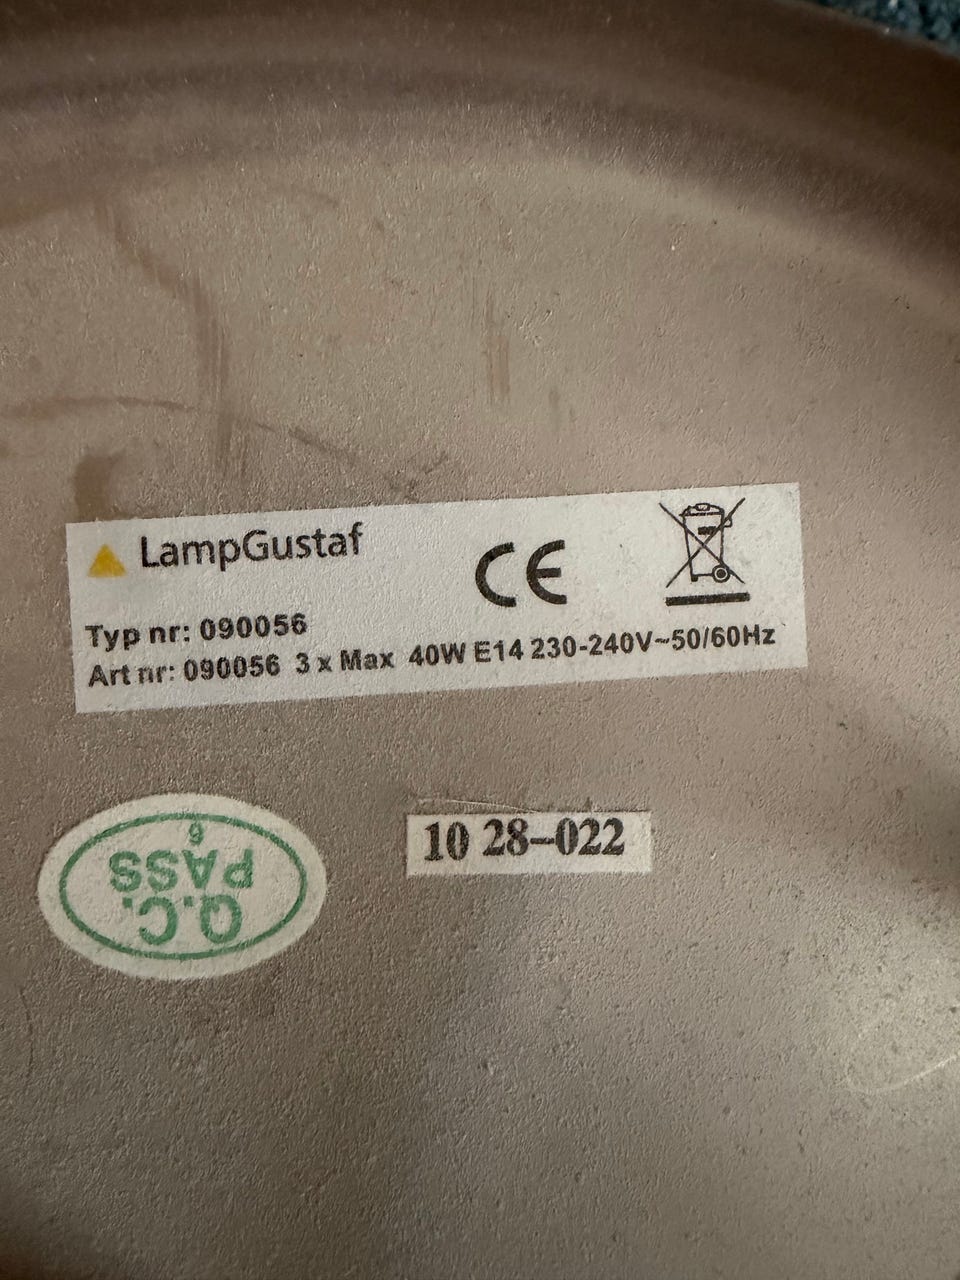 LampGustaf
CE
Typ nr: 090056
Art nr: 090056 3 x Max 40W E14 230-240V~50/60Hz
10 28-022
Q.C.
PASS
6